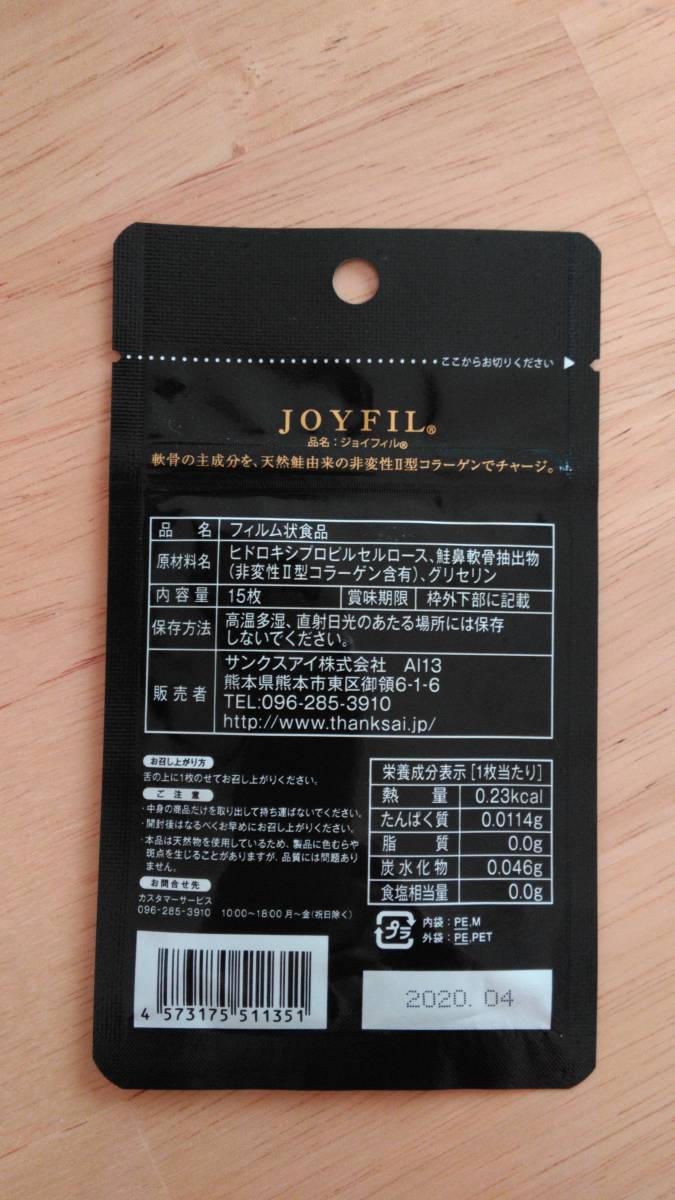 ここからお切りください
JOYFIL®
品名:ジョイフィル®
軟骨の主成分を、天然鮭由来の非変性Ⅱ型コラーゲンでチャージ。
品 名 フィルム状食品
原材料名 ヒドロキシプロピルセルロース、鮭鼻軟骨抽出物
(非変性Ⅱ型コラーゲン含有)、グリセリン
内容量 15枚 賞味期限 枠外下部に記載
保存方法 高温多湿、直射日光のあたる場所には保存
しないでください。
販売者 サンクスアイ株式会社 AI13
熊本県熊本市東区御領6-1-6
TEL:096-285-3910
http://www.thanksai.jp/
お召し上がり方
舌の上に1枚のせてお召し上がりください。
ご注意
・中身の商品だけを取り出して持ち運ばないでください。
・開封後はなるべくお早めにお召し上がりください。
・本品は天然物を使用しているため、製品に色むらや
斑点を生じることがありますが、品質には問題あり
ません。
お問合せ先
カスタマーサービス
096-285-3910 10:00〜18:00 月〜金(祝日除く)
栄養成分表示[1枚当たり]
熱 量 0.23kcal
たんぱく質 0.0114g
脂 質 0.0g
炭水化物 0.046g
食塩相当量 0.0g
プラ
内袋:PE,M
外袋:PE,PET
4 573175 511351
2020. 04